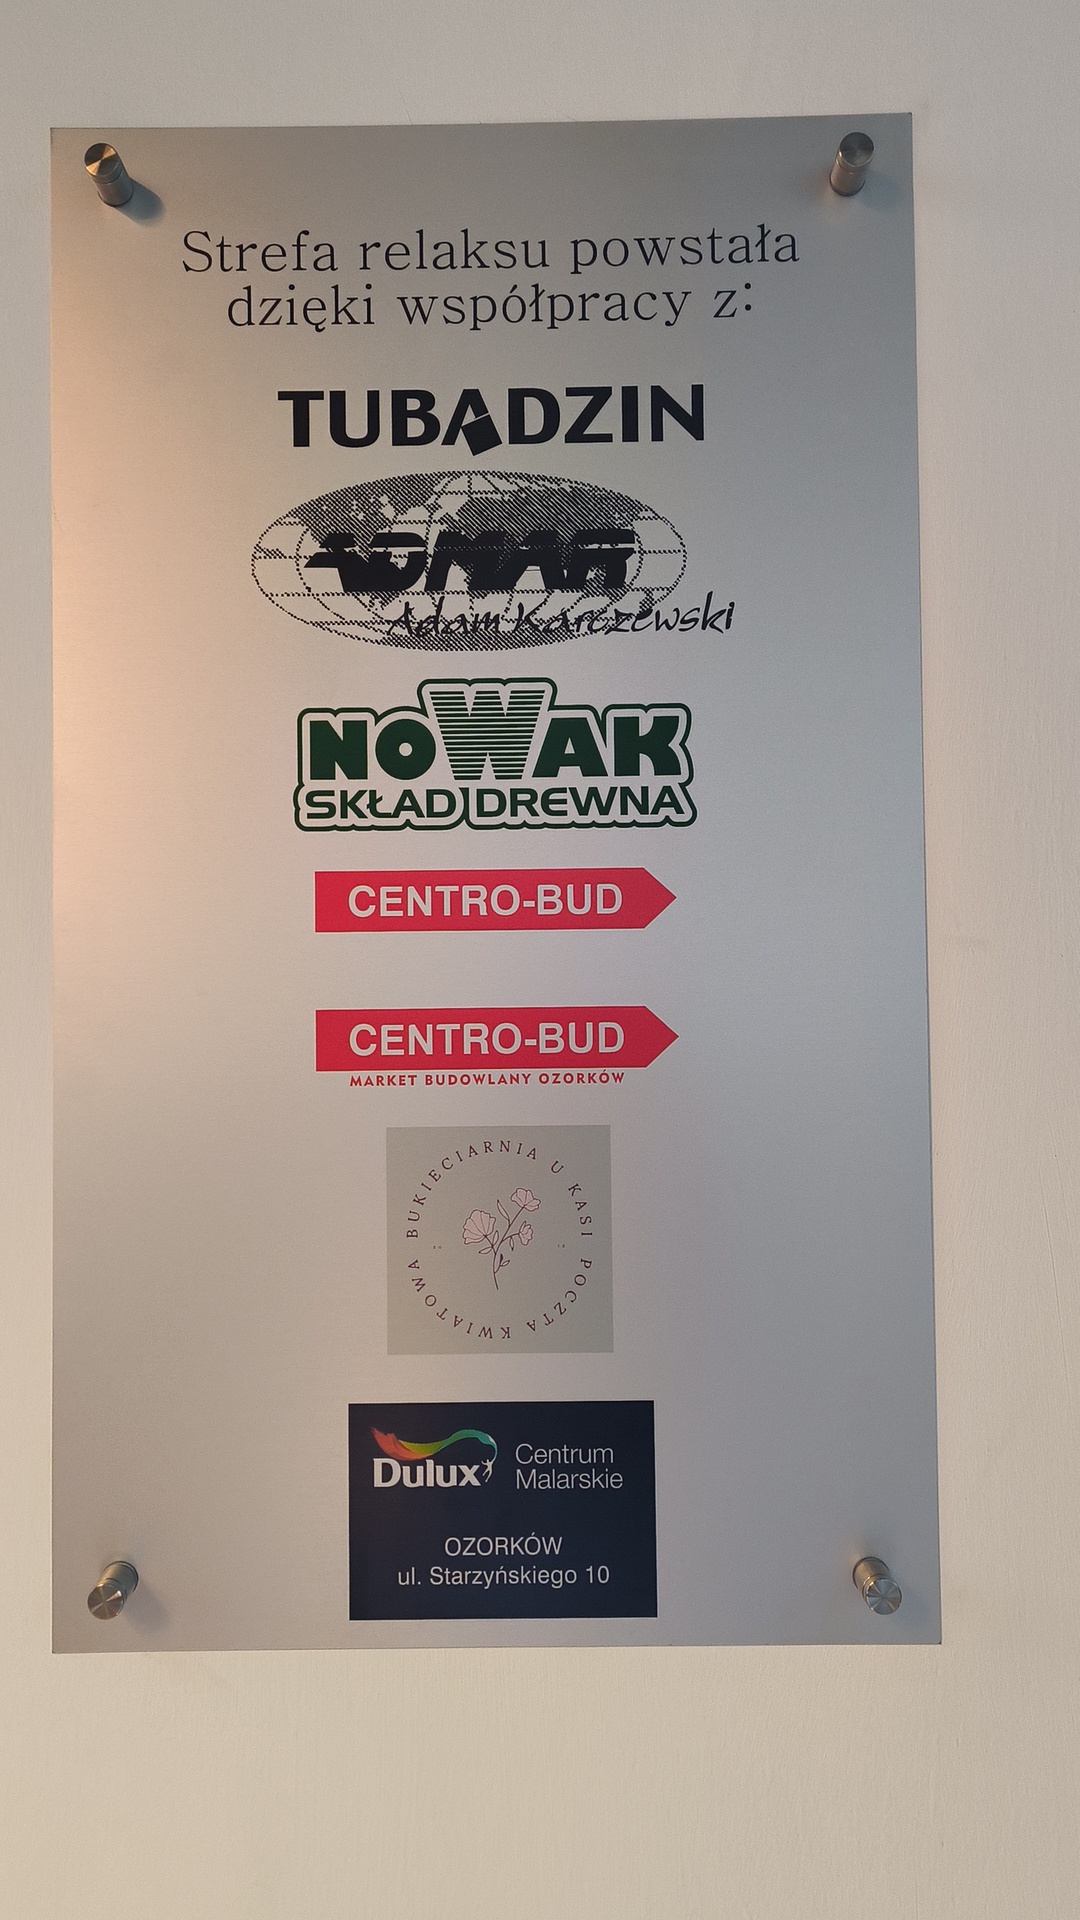 Strefa relaksu powstała
dzięki współpracy z:
TUBĄDZIN
ADMAR
Adam Karczewski
NOWAK
SKŁAD DREWNA
CENTRO-BUD
CENTRO-BUD
MARKET BUDOWLANY OZORKÓW
BUKIECIARNIA U KASI
POCZTA KWIATOWA
Dulux
Centrum
Malarskie
OZORKÓW
ul. Starzyńskiego 10